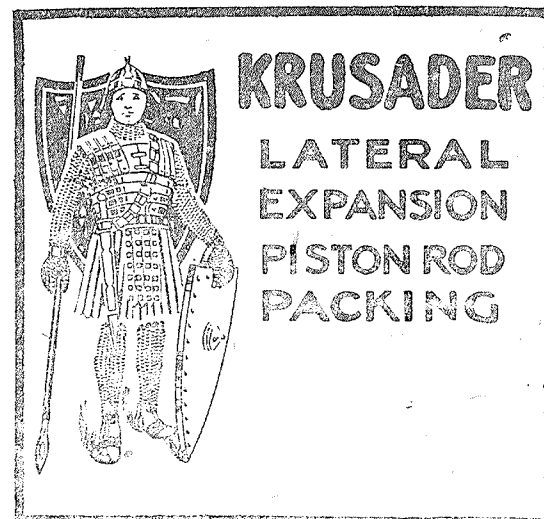 KRUSADER
LATERAL
EXPANSION
PISTON ROD
PACKING